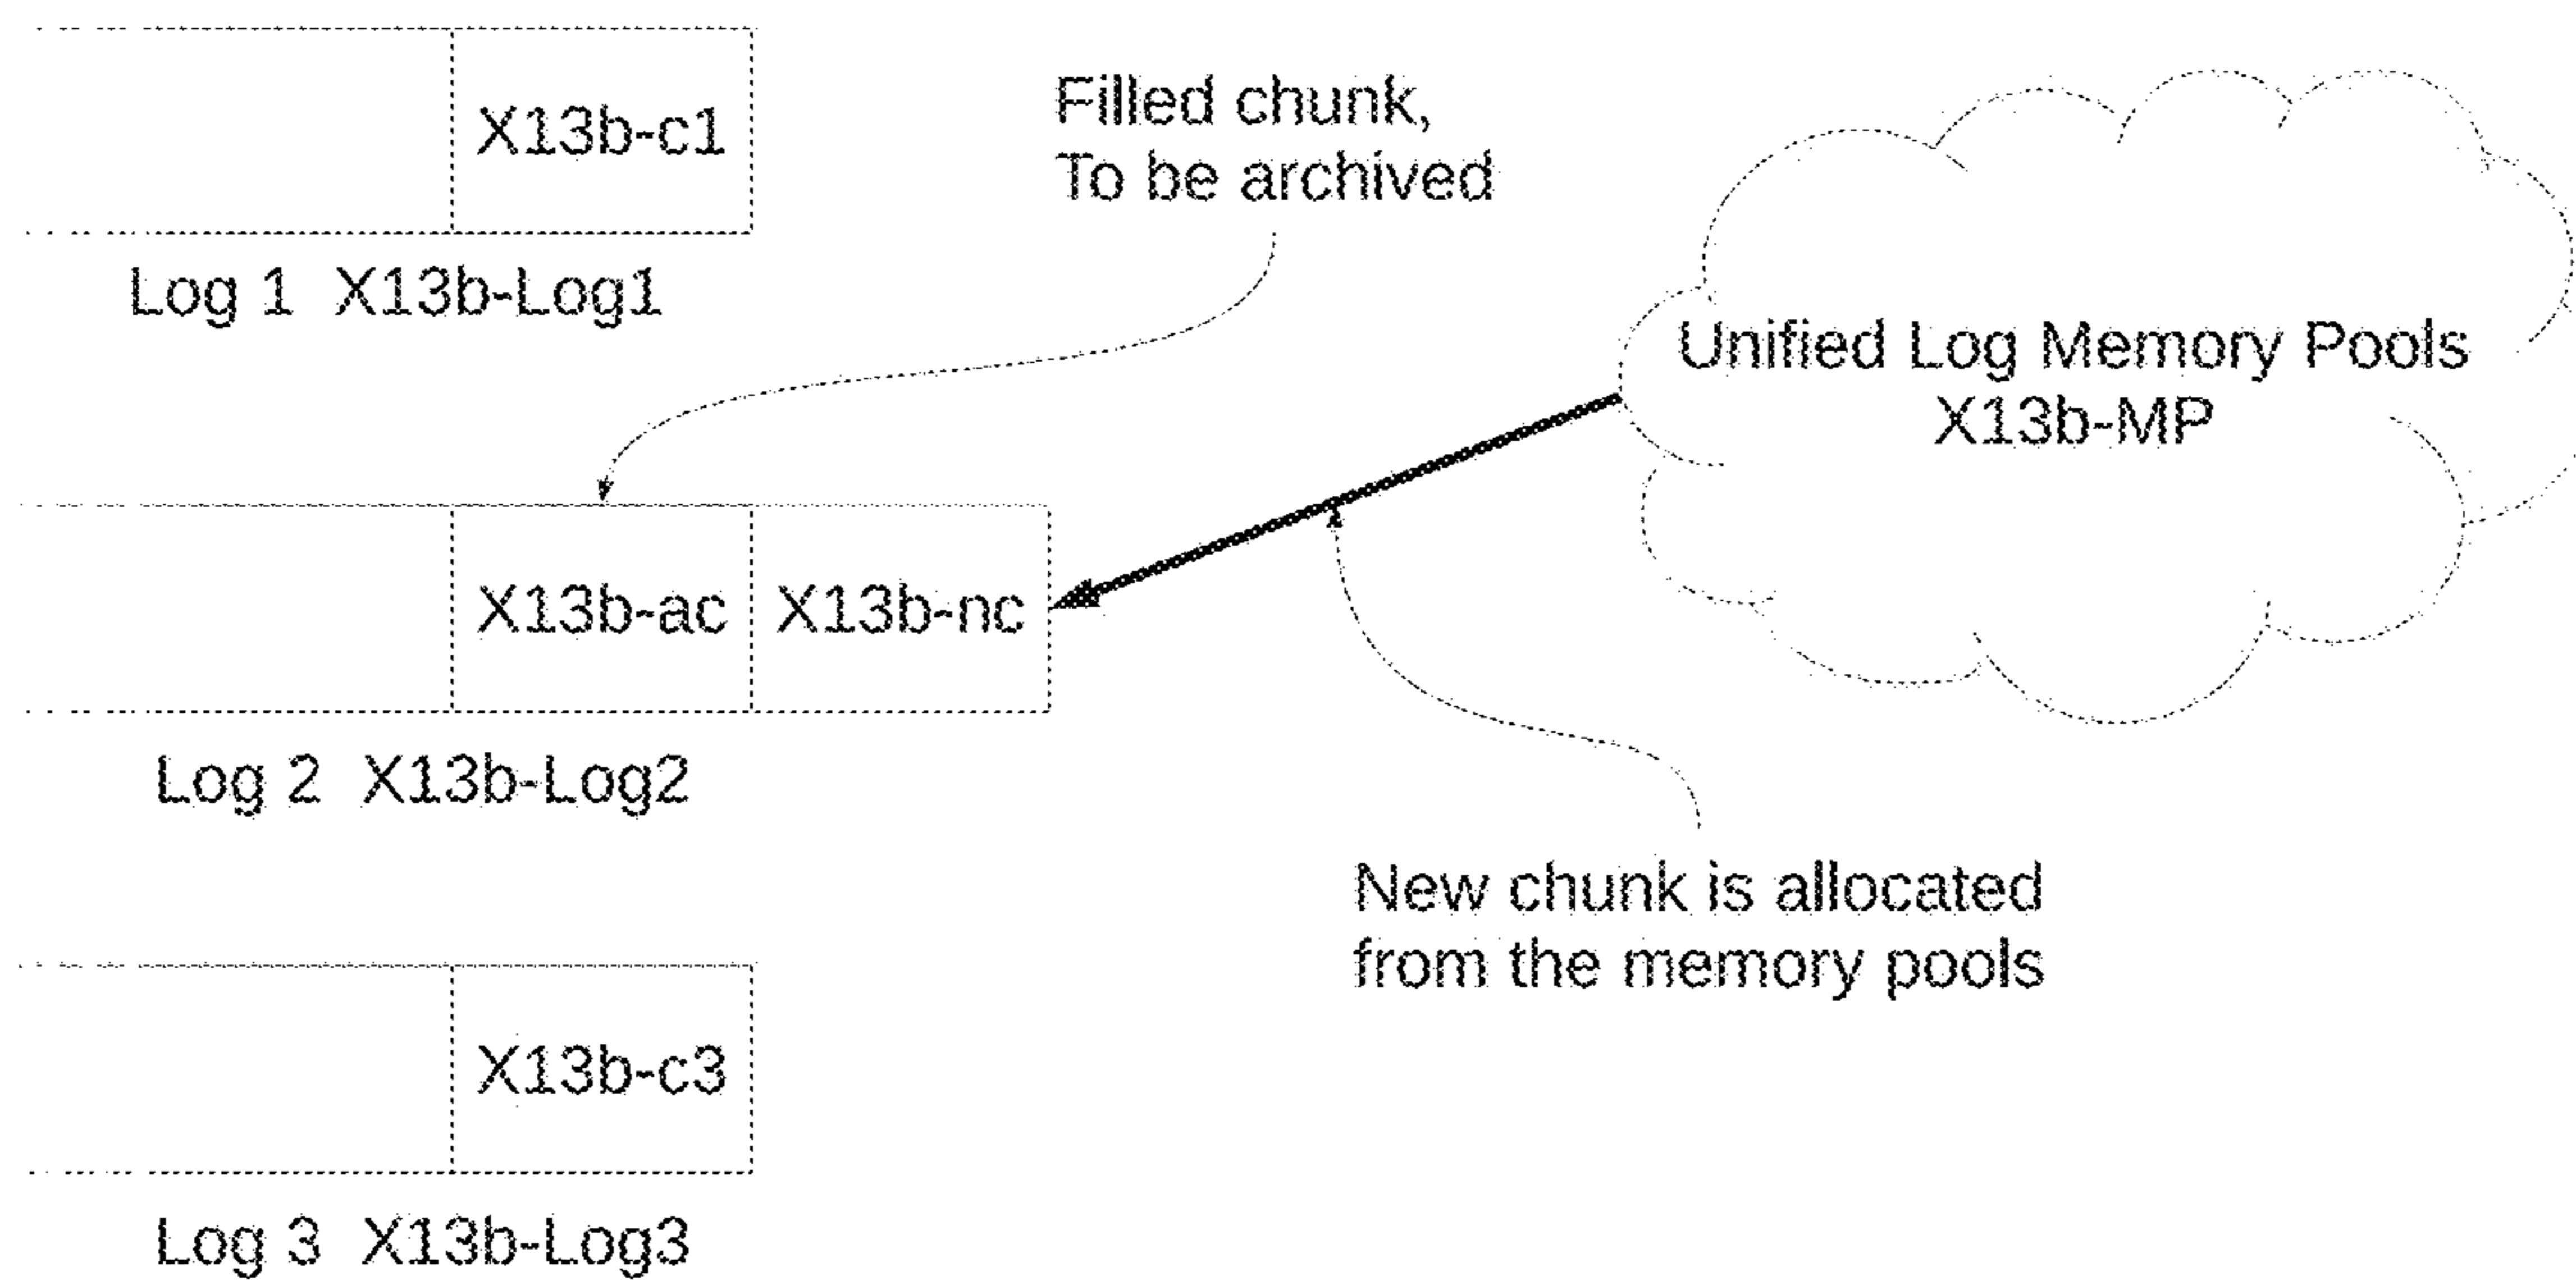 X13b-c1
Log 1  X13b-Log1
Filled chunk,
To be archived
Unified Log Memory Pools
X13b-MP
X13b-ac
X13b-nc
Log 2  X13b-Log2
New chunk is allocated
from the memory pools
X13b-c3
Log 3  X13b-Log3